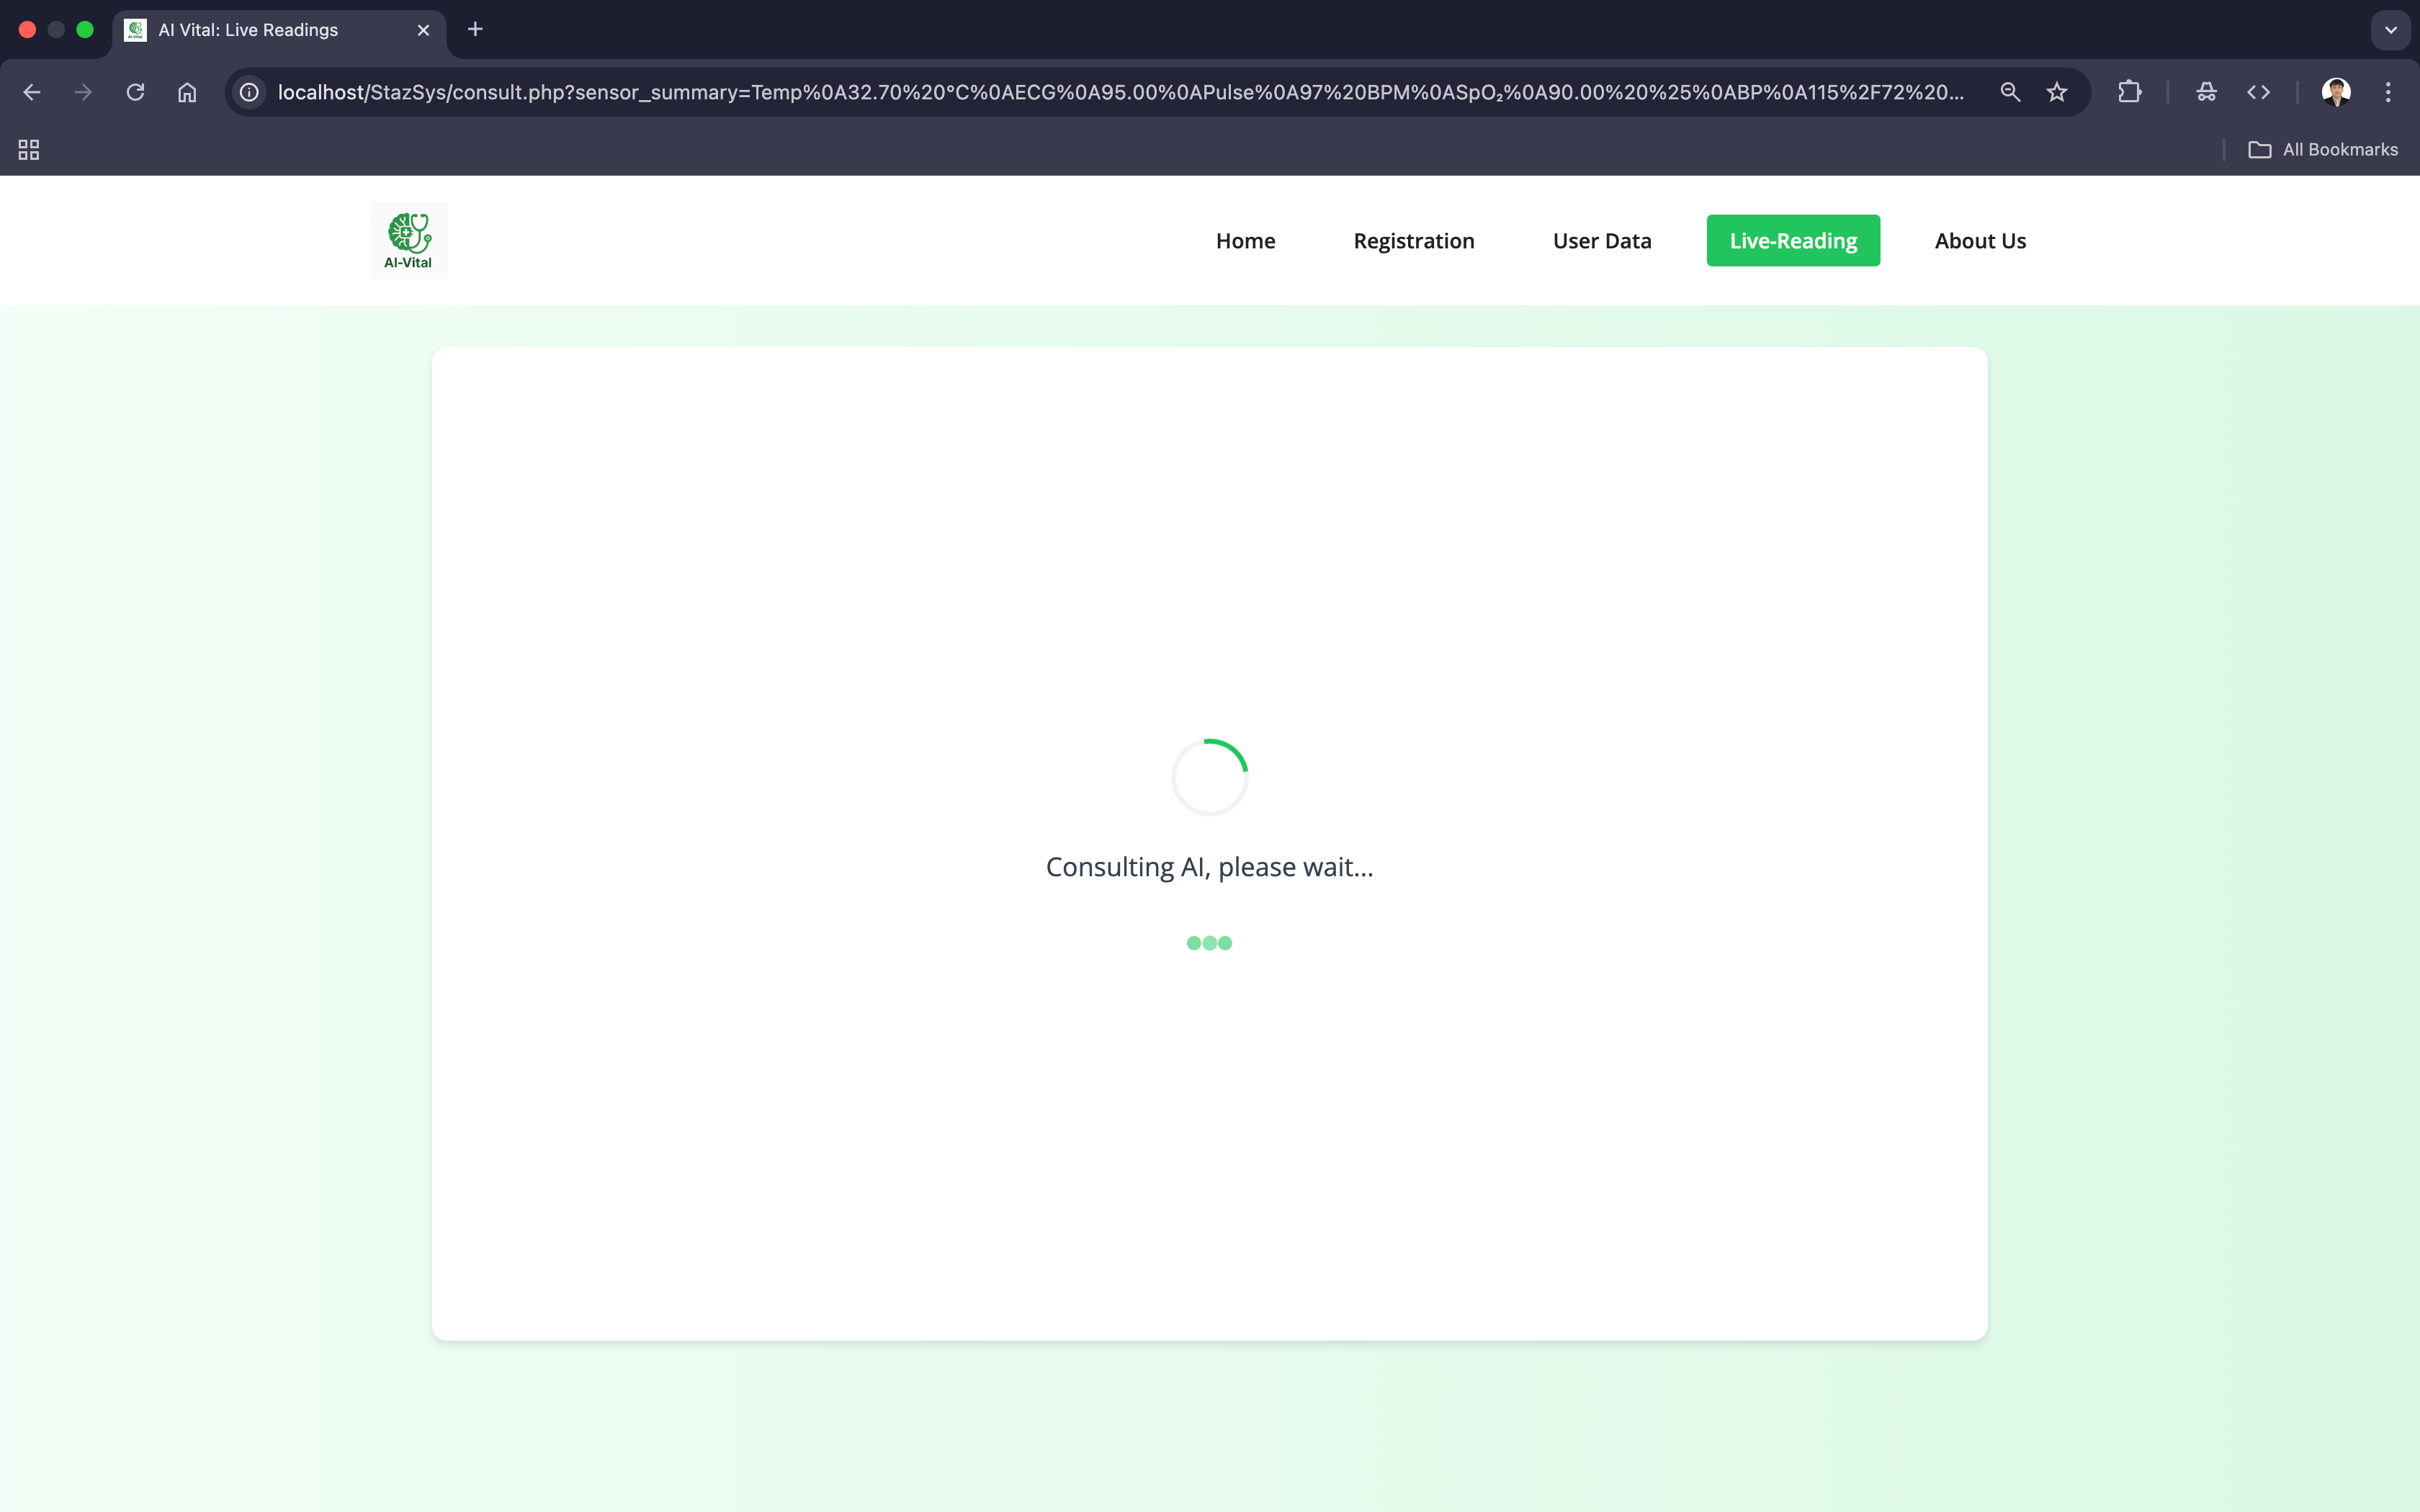 AI Vital: Live Readings
localhost/StazSys/consult.php?sensor_summary=Temp%0A32.70%20°C%0AECG%0A95.00%0APulse%0A97%20BPM%0ASpO₂%0A90.00%20%25%0ABP%0A115%2F72%20...
All Bookmarks
AI-Vital
Home
Registration
User Data
Live-Reading
About Us
Consulting AI, please wait...